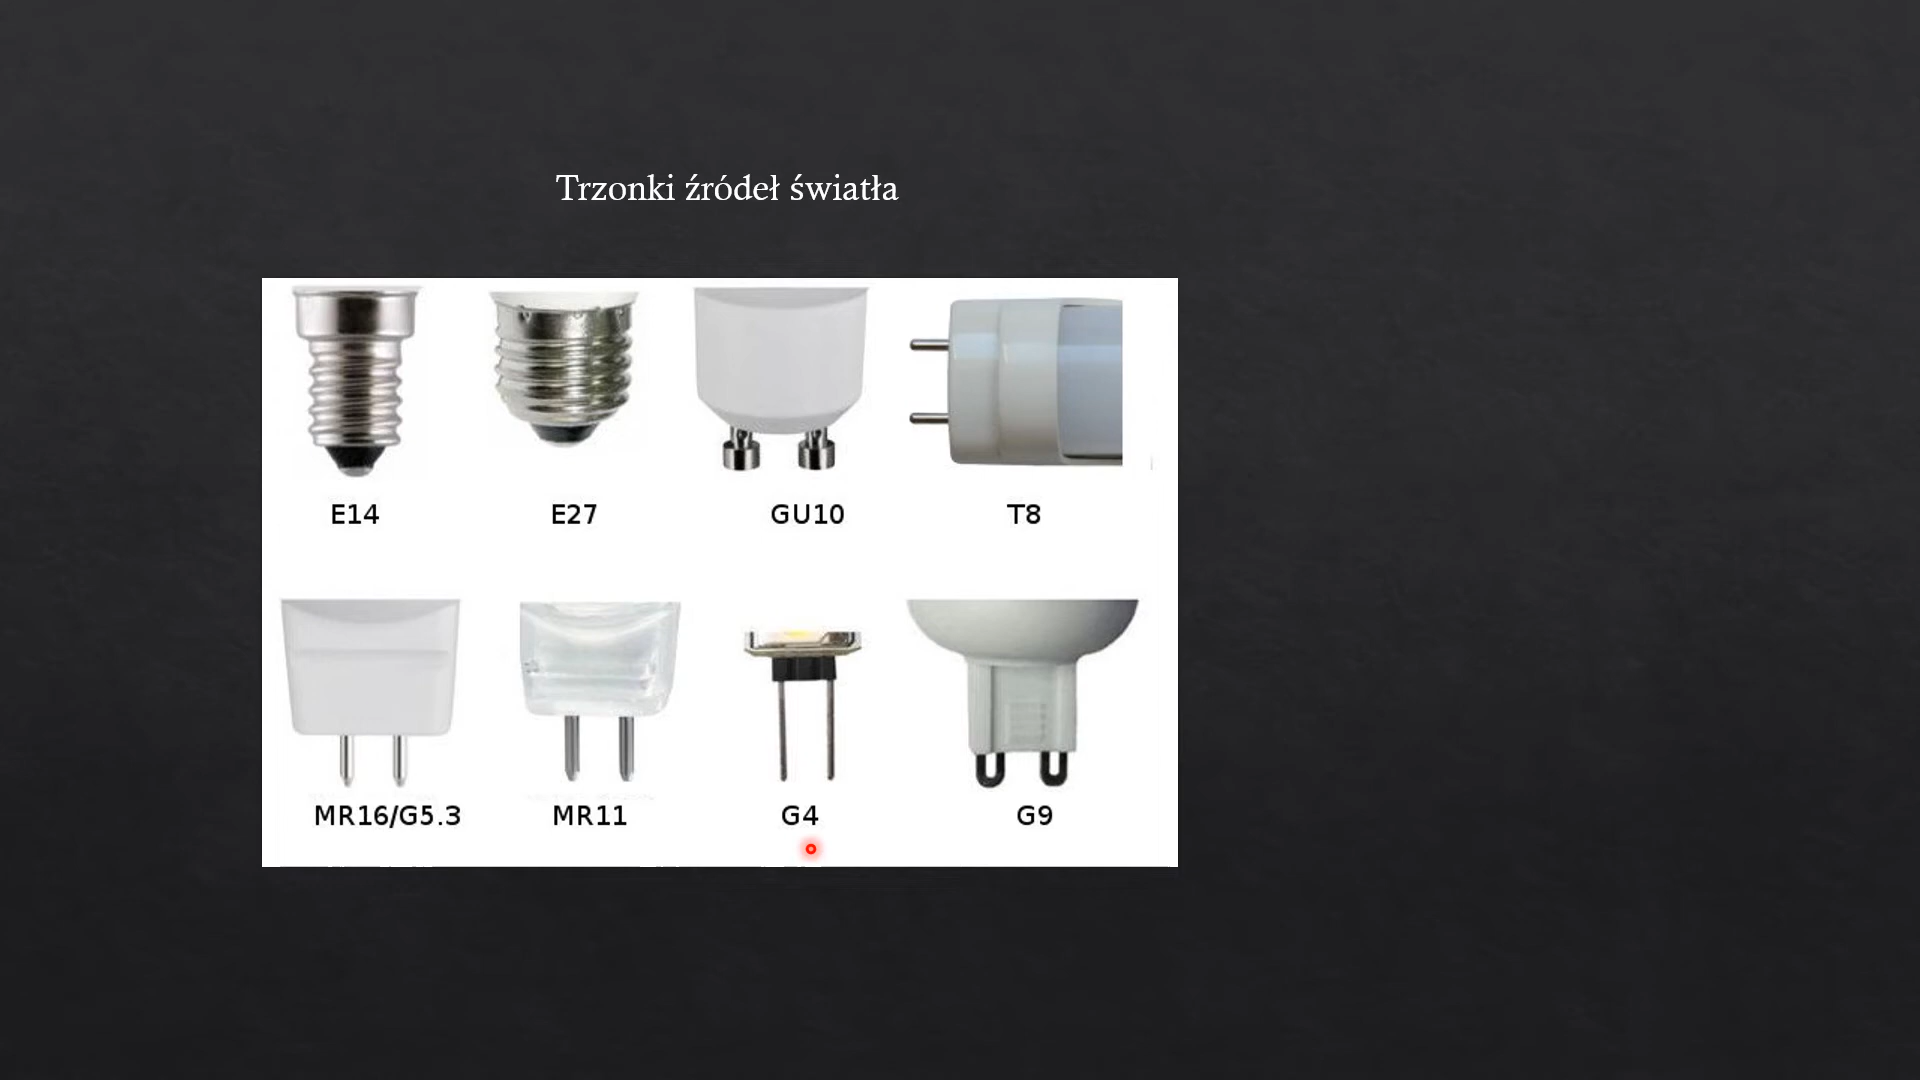 Trzonki źródeł światła
E14 E27 GU10 T8
MR16/G5.3 MR11 G4 G9